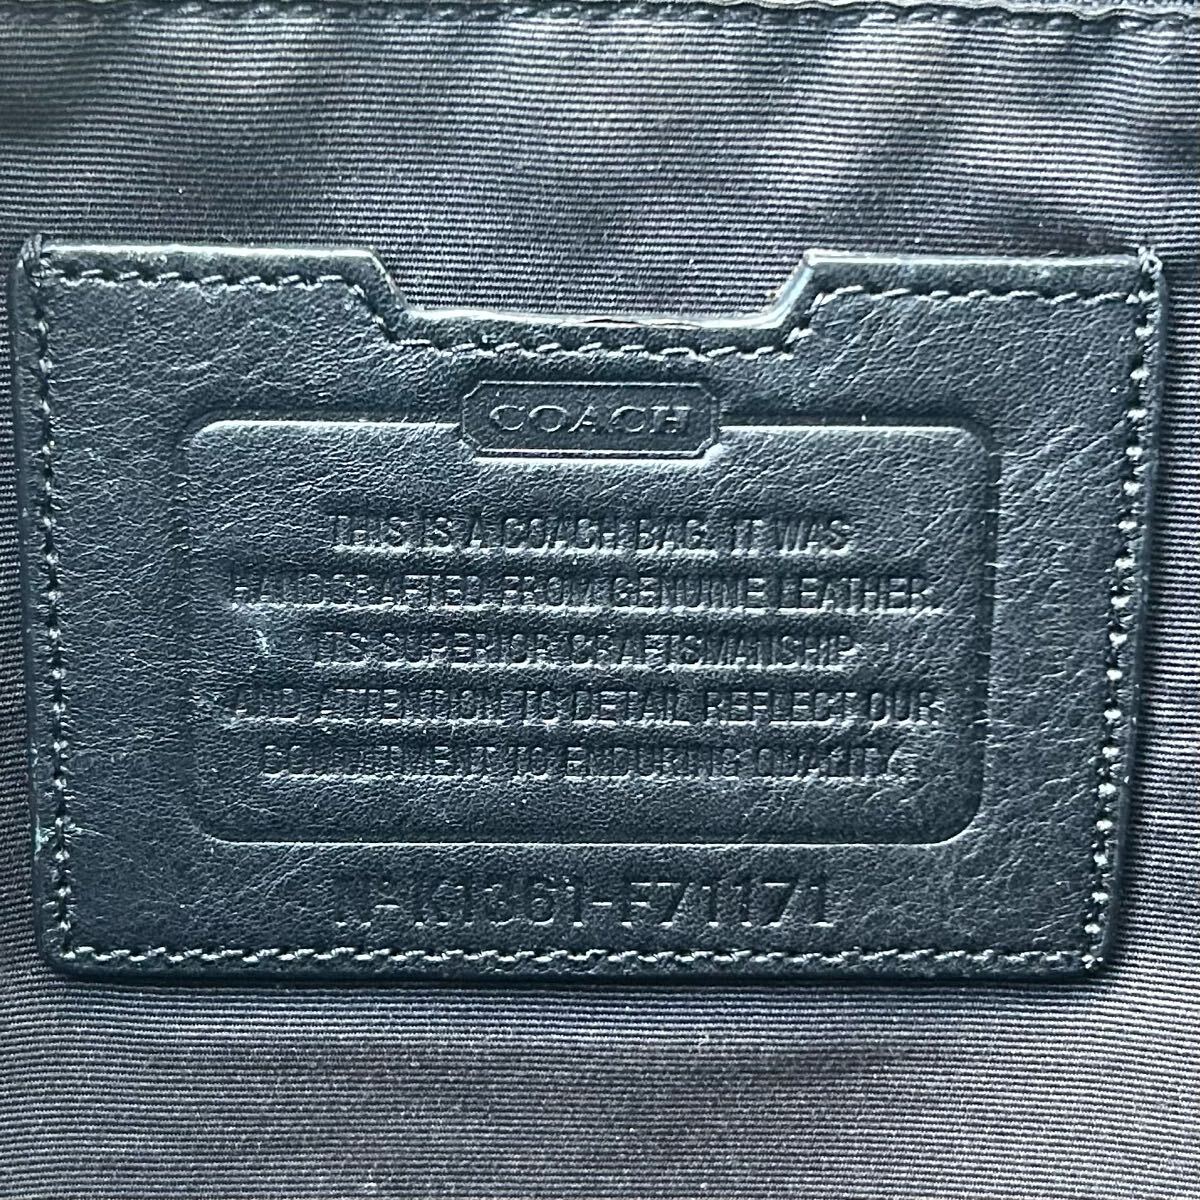 COACH
THIS IS A COACH BAG. IT WAS
HANDCRAFTED FROM GENUINE LEATHER.
ITS SUPERIOR CRAFTSMANSHIP
AND ATTENTION TO DETAIL REFLECT OUR
COMMITMENT TO ENDURING QUALITY.